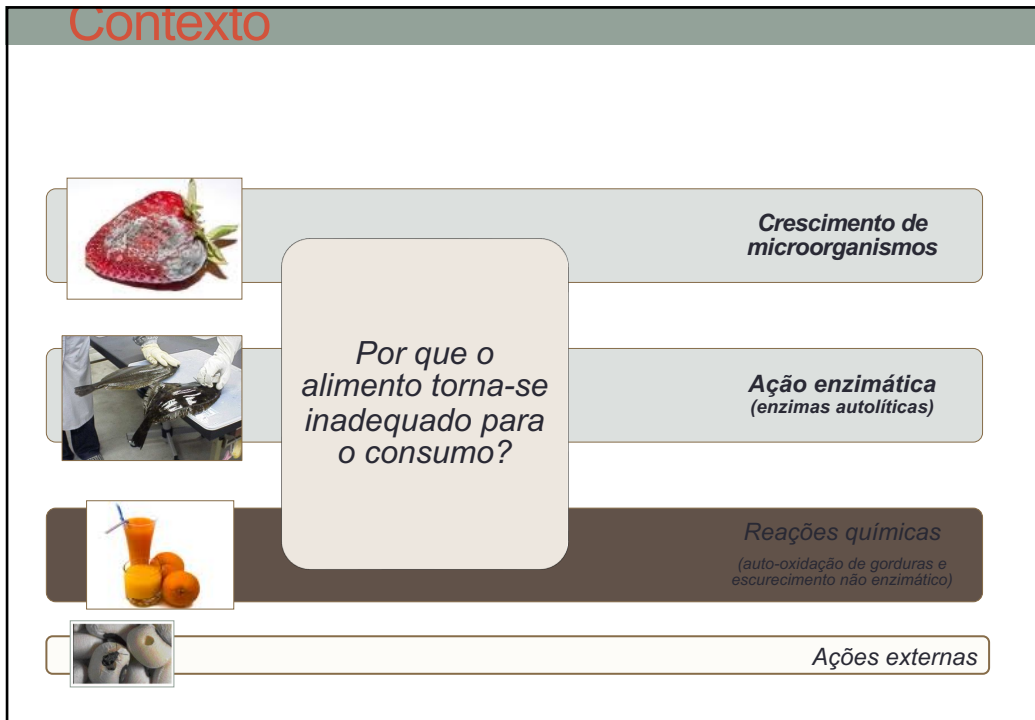 Contexto
Crescimento de
microorganismos
Por que o
alimento torna-se
inadequado para
o consumo?
Ação enzimática
(enzimas autolíticas)
Reações químicas
(auto-oxidação de gorduras e
escurecimento não enzimático)
Ações externas